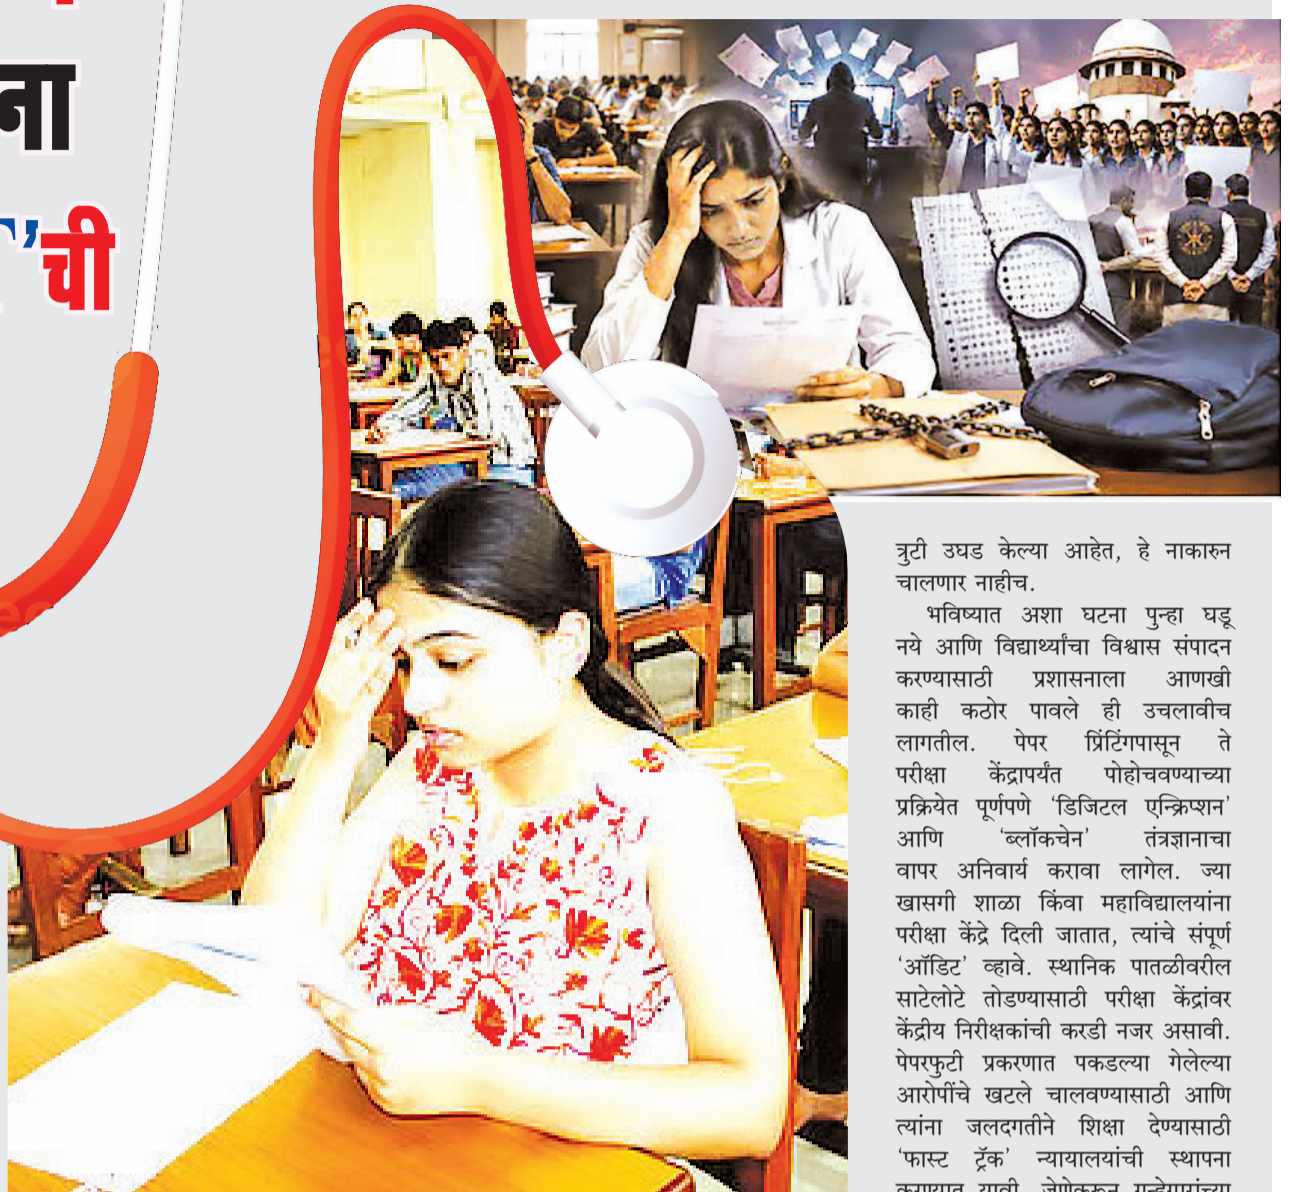 ना
’ची
त्रुटी उघड केल्या आहेत, हे नाकारुन
चालणार नाहीच.
भविष्यात अशा घटना पुन्हा घडू
नये आणि विद्यार्थ्यांचा विश्वास संपादन
करण्यासाठी प्रशासनाला आणखी
काही कठोर पावले ही उचलावीच
लागतील. पेपर प्रिंटिंगपासून ते
परीक्षा केंद्रापर्यंत पोहोचवण्याच्या
प्रक्रियेत पूर्णपणे ‘डिजिटल एन्क्रिप्शन’
आणि ‘ब्लॉकचेन’ तंत्रज्ञानाचा
वापर अनिवार्य करावा लागेल. ज्या
खासगी शाळा किंवा महाविद्यालयांना
परीक्षा केंद्रे दिली जातात, त्यांचे संपूर्ण
‘ऑडिट’ व्हावे. स्थानिक पातळीवरील
साटेलोटे तोडण्यासाठी परीक्षा केंद्रांवर
केंद्रीय निरीक्षकांची करडी नजर असावी.
पेपरफुटी प्रकरणात पकडल्या गेलेल्या
आरोपींचे खटले चालवण्यासाठी आणि
त्यांना जलदगतीने शिक्षा देण्यासाठी
‘फास्ट ट्रॅक’ न्यायालयांची स्थापना